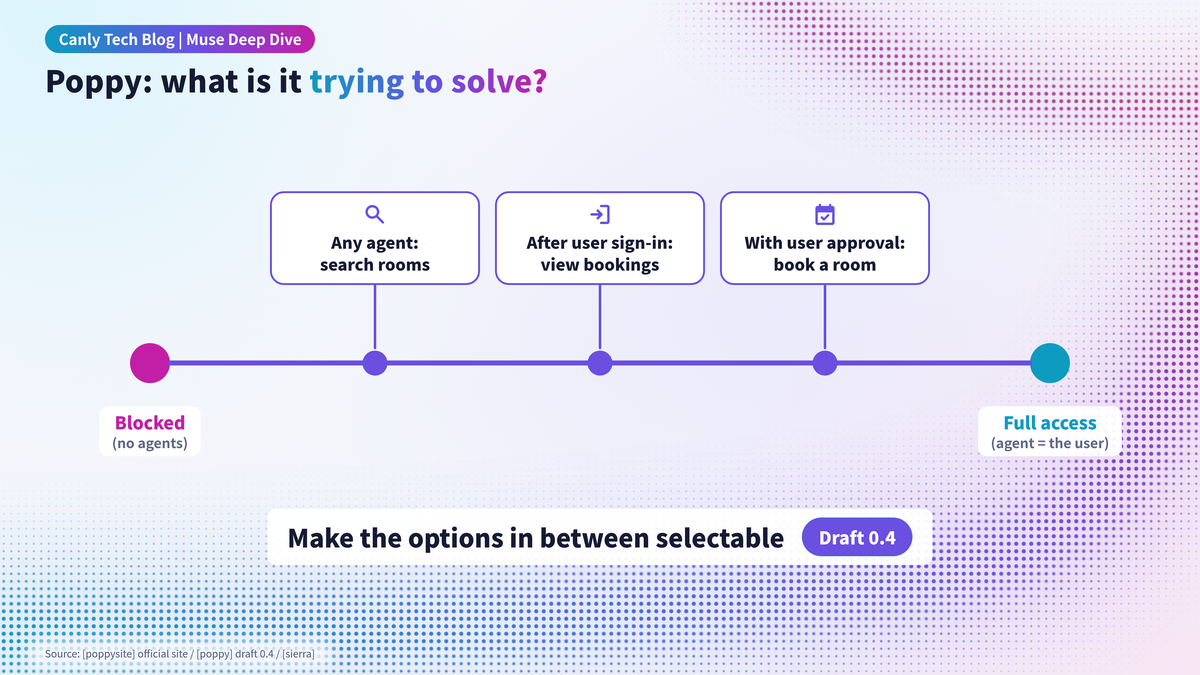 Canly Tech Blog | Muse Deep Dive
Poppy: what is it trying to solve?
Any agent:
search rooms
After user sign-in:
view bookings
With user approval:
book a room
Blocked
(no agents)
Full access
(agent = the user)
Make the options in between selectable
Draft 0.4
Source: [poppysite] official site / [poppy] draft 0.4 / [sierra]